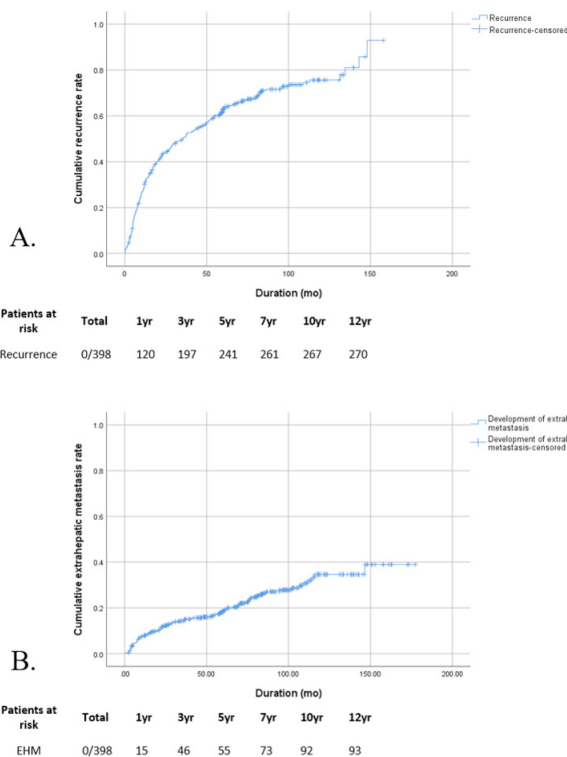 Recurrence
Recurrence-censored
1.0
0.8
0.6
0.4
0.2
0.0
Cumulative recurrence rate
0 50 100 150 200
Duration (mo)
A.
Patients at risk Total 1yr 3yr 5yr 7yr 10yr 12yr
Recurrence 0/398 120 197 241 261 267 270
Development of extral
metastasis
Development of extral
metastasis-censored
1.0
0.8
0.6
0.4
0.2
0.0
Cumulative extrahepatic metastasis rate
.00 50.00 100.00 150.00 200.00
Duration (mo)
B.
Patients at risk Total 1yr 3yr 5yr 7yr 10yr 12yr
EHM 0/398 15 46 55 73 92 93